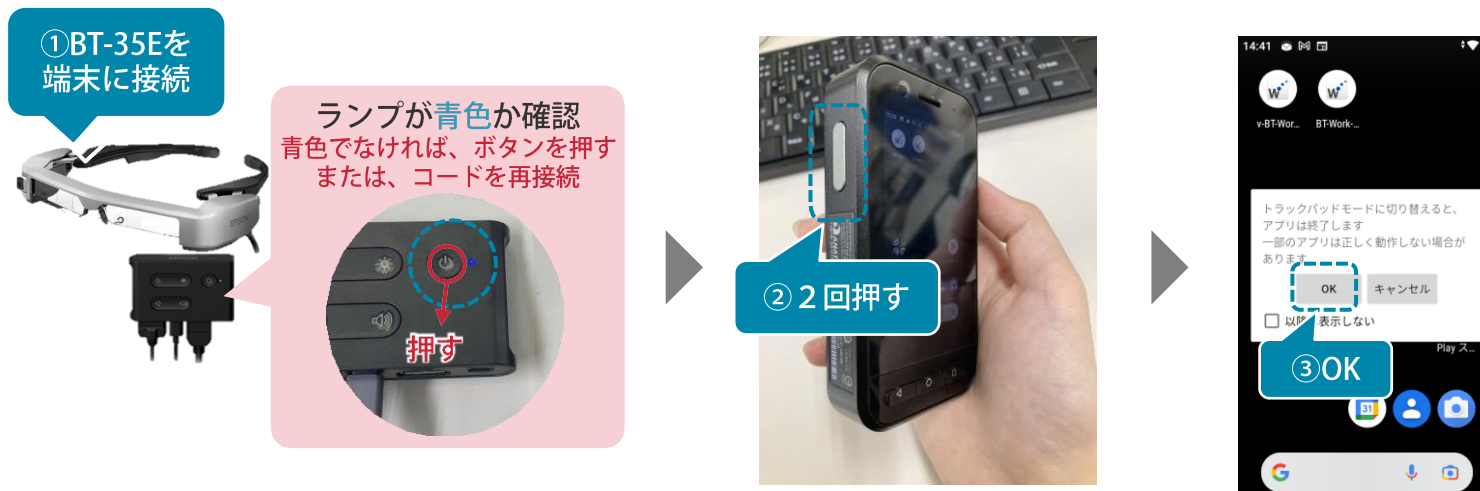 ①BT-35Eを
端末に接続
ランプが青色か確認
青色でなければ、ボタンを押す
または、コードを再接続
EPSON
押す
②２回押す
14:41
v-BT-Wor...
BT-Work-...
トラックパッドモードに切り替えると、
アプリは終了します
一部のアプリは正しく動作しない場合が
あります
OK
キャンセル
表示しない
Play ス...
③OK
31